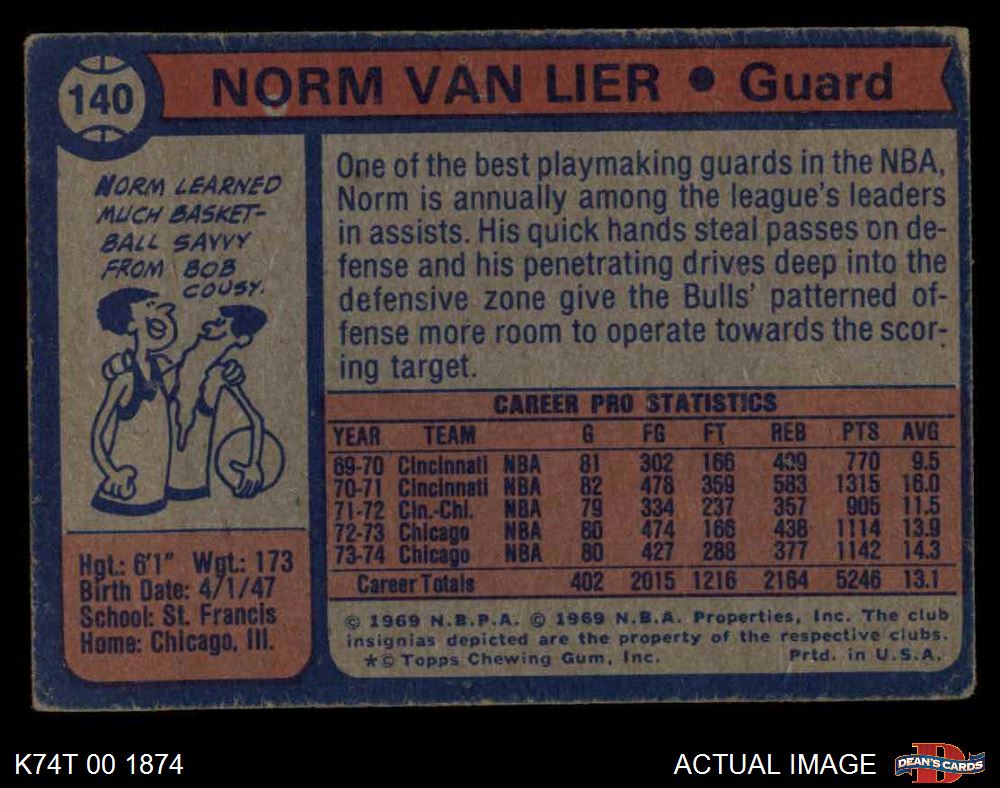 140
NORM VAN LIER • Guard
NORM LEARNED
MUCH BASKET-
BALL SAVVY
FROM BOB
COUSY.
One of the best playmaking guards in the NBA,
Norm is annually among the league's leaders
in assists. His quick hands steal passes on de-
fense and his penetrating drives deep into the
defensive zone give the Bulls' patterned of-
fense more room to operate towards the scor-
ing target.
CAREER PRO STATISTICS
YEAR TEAM G FG FT REB PTS AVG
69-70 Cincinnati NBA 81 302 166 409 770 9.5
70-71 Cincinnati NBA 82 478 359 583 1315 16.0
71-72 Cin.-Chi. NBA 79 334 237 357 905 11.5
72-73 Chicago NBA 80 474 166 438 1114 13.9
73-74 Chicago NBA 80 427 288 377 1142 14.3
Career Totals 402 2015 1216 2164 5246 13.1
Hgt.: 6'1" Wgt.: 173
Birth Date: 4/1/47
School: St. Francis
Home: Chicago, Ill.
© 1969 N.B.P.A. © 1969 N.B.A. Properties, Inc. The club
insignias depicted are the property of the respective clubs.
*© Topps Chewing Gum, Inc. Prtd. in U.S.A.
K74T 00 1874
ACTUAL IMAGE
D
DEAN'S CARDS